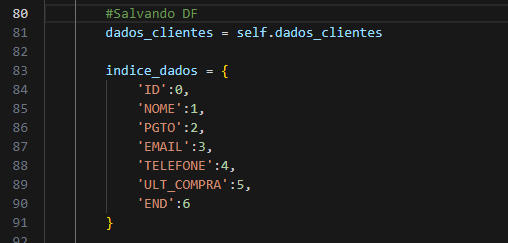 80 #Salvando DF
81 dados_clientes = self.dados_clientes
82
83 indice_dados = {
84 'ID':0,
85 'NOME':1,
86 'PGTO':2,
87 'EMAIL':3,
88 'TELEFONE':4,
89 'ULT_COMPRA':5,
90 'END':6
91 }
92